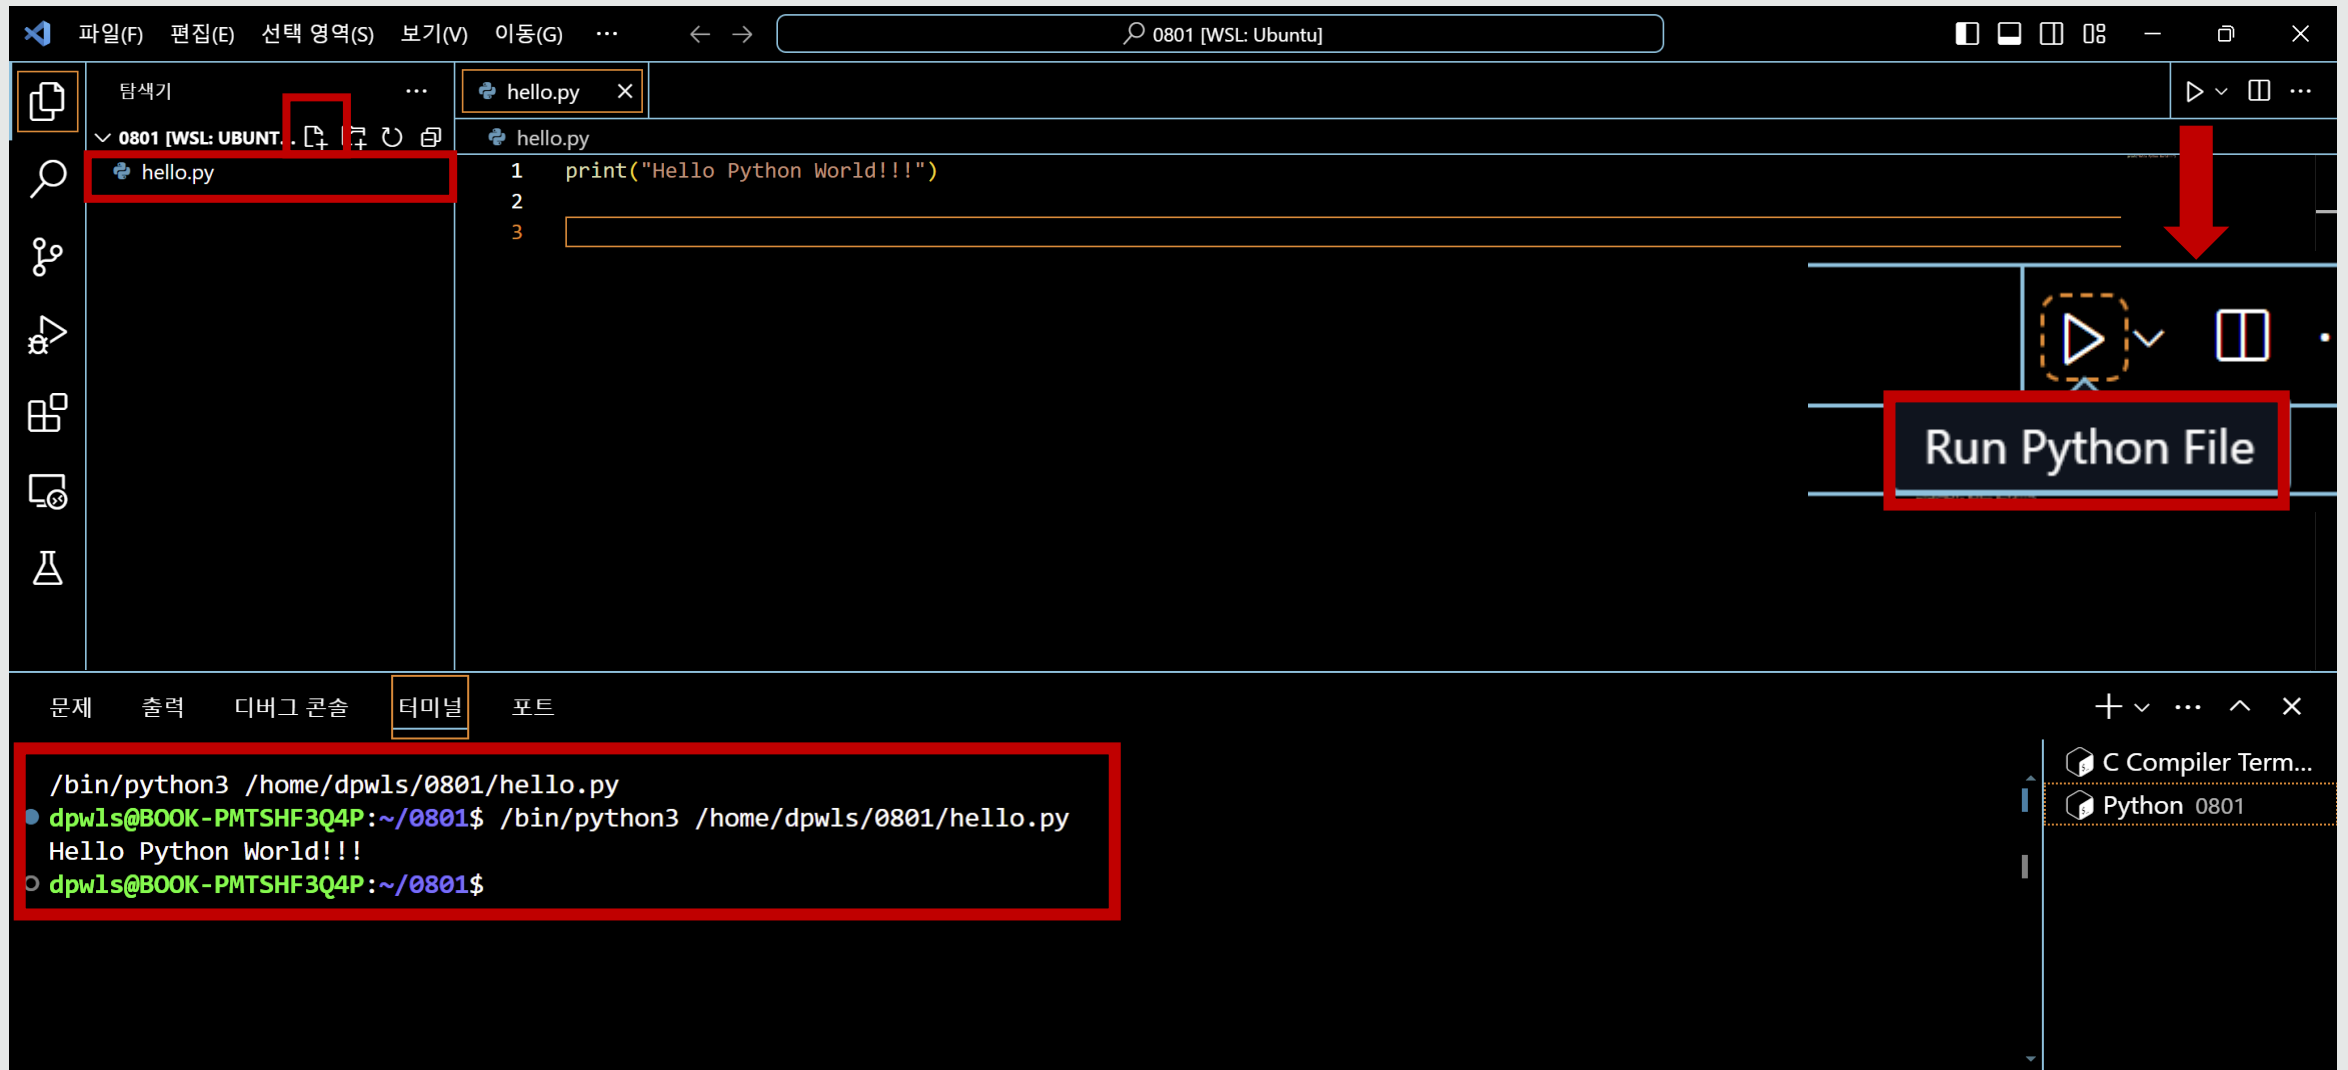 파일(F) 편집(E) 선택 영역(S) 보기(V) 이동(G) ··· 0801 [WSL: Ubuntu]
탐색기 ···
0801 [WSL: UBUNT...
hello.py
hello.py
hello.py
1 print("Hello Python World!!!")
2
3
Run Python File
문제 출력 디버그 콘솔 터미널 포트
/bin/python3 /home/dpwls/0801/hello.py
dpwls@BOOK-PMTSHF3Q4P:~/0801$ /bin/python3 /home/dpwls/0801/hello.py
Hello Python World!!!
dpwls@BOOK-PMTSHF3Q4P:~/0801$
C Compiler Term...
Python 0801